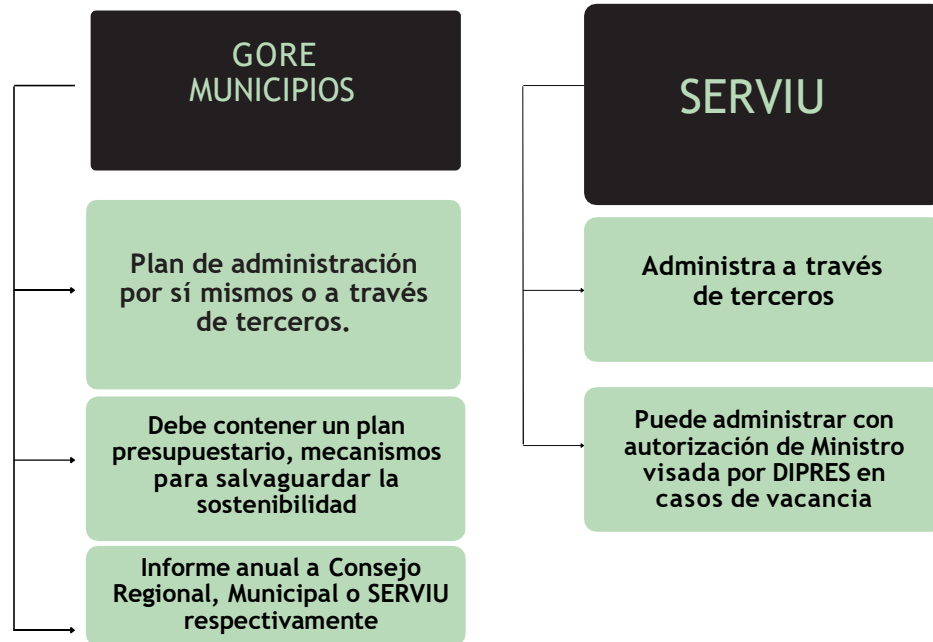 GORE
MUNICIPIOS
Plan de administración
por sí mismos o a través
de terceros.
Debe contener un plan
presupuestario, mecanismos
para salvaguardar la
sostenibilidad
Informe anual a Consejo
Regional, Municipal o SERVIU
respectivamente
SERVIU
Administra a través
de terceros
Puede administrar con
autorización de Ministro
visada por DIPRES en
casos de vacancia